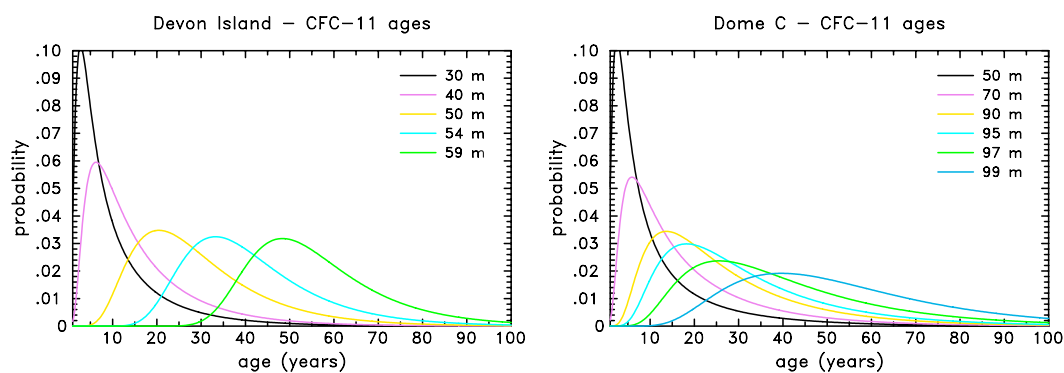 Devon Island – CFC–11 ages
.10
.09
.08
.07
.06
.05
.04
.03
.02
.01
0
probability
30 m
40 m
50 m
54 m
59 m
10 20 30 40 50 60 70 80 90 100
age (years)
Dome C – CFC–11 ages
.10
.09
.08
.07
.06
.05
.04
.03
.02
.01
0
probability
50 m
70 m
90 m
95 m
97 m
99 m
10 20 30 40 50 60 70 80 90 100
age (years)